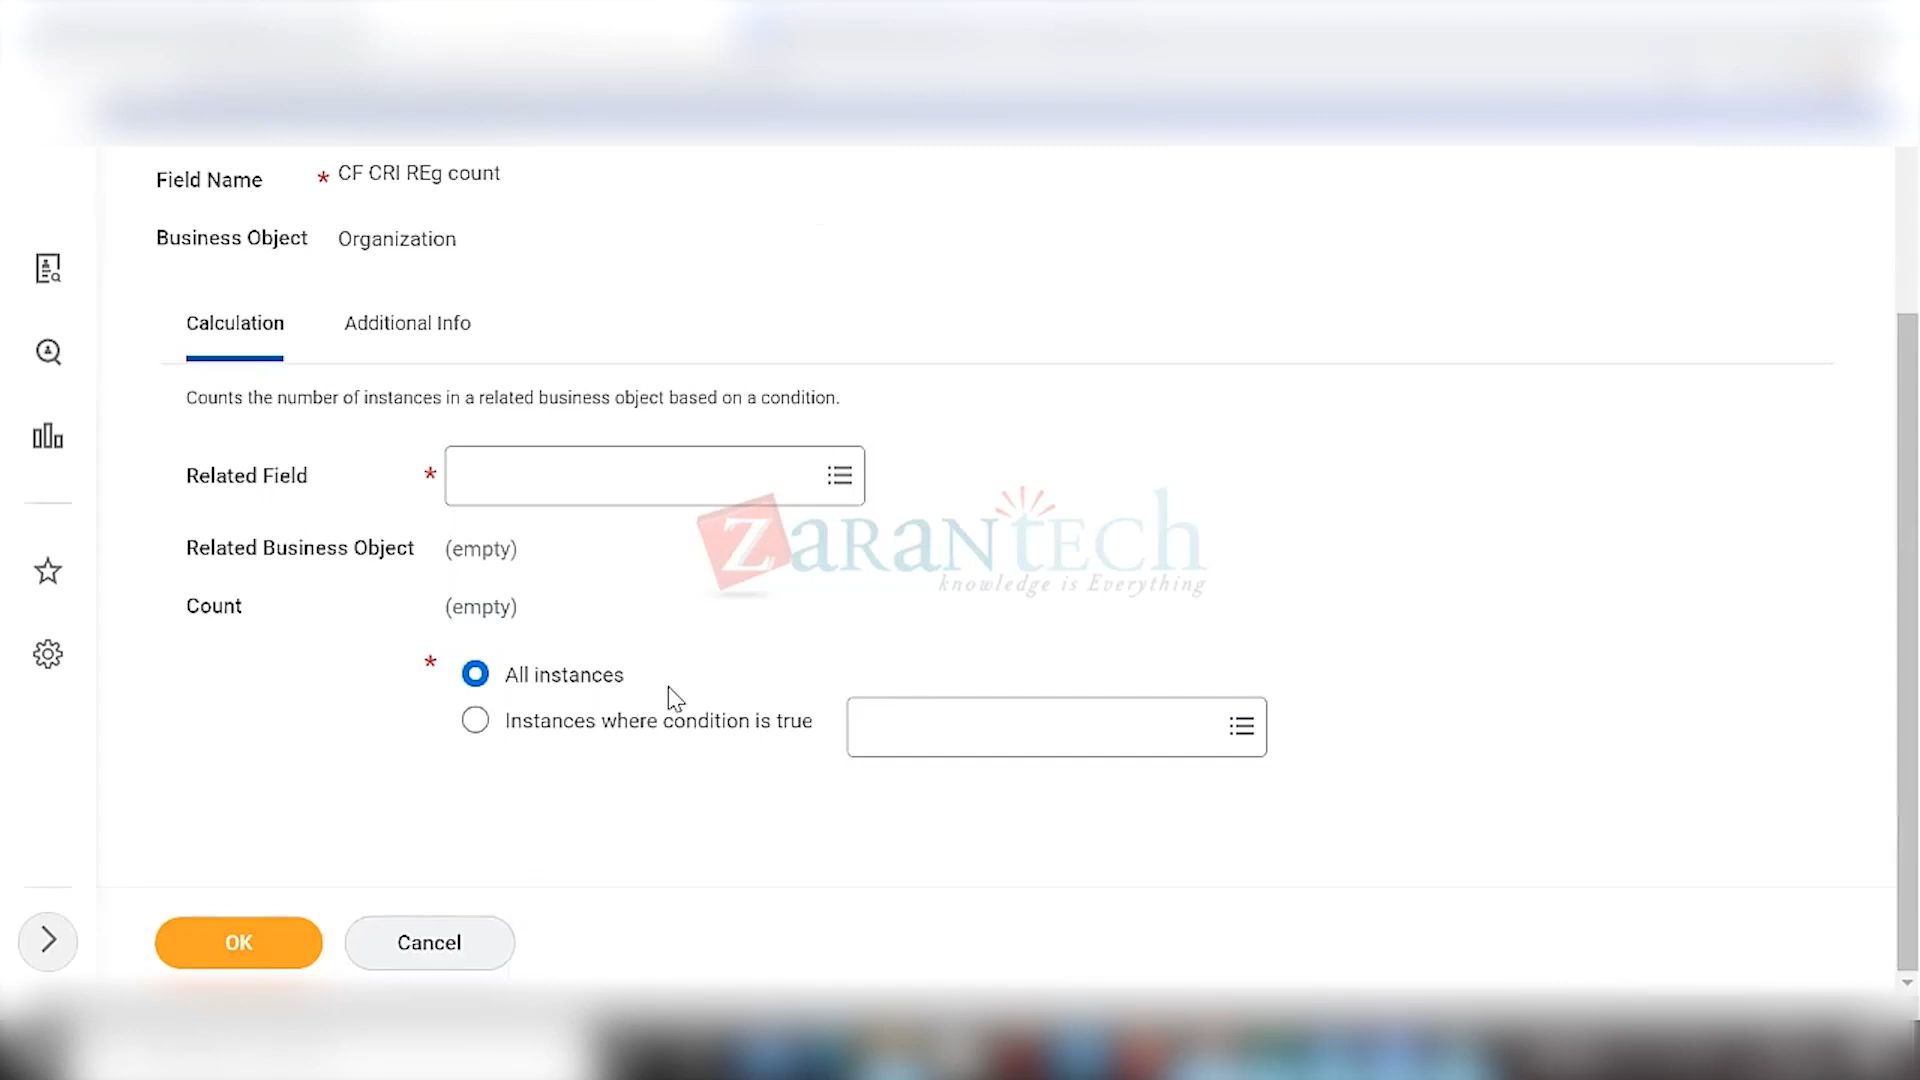 Field Name * CF CRI REg count
Business Object Organization
Calculation Additional Info
Counts the number of instances in a related business object based on a condition.
Related Field *
ZaranTech
knowledge is Everything
Related Business Object (empty)
Count (empty)
* All instances
Instances where condition is true
OK Cancel